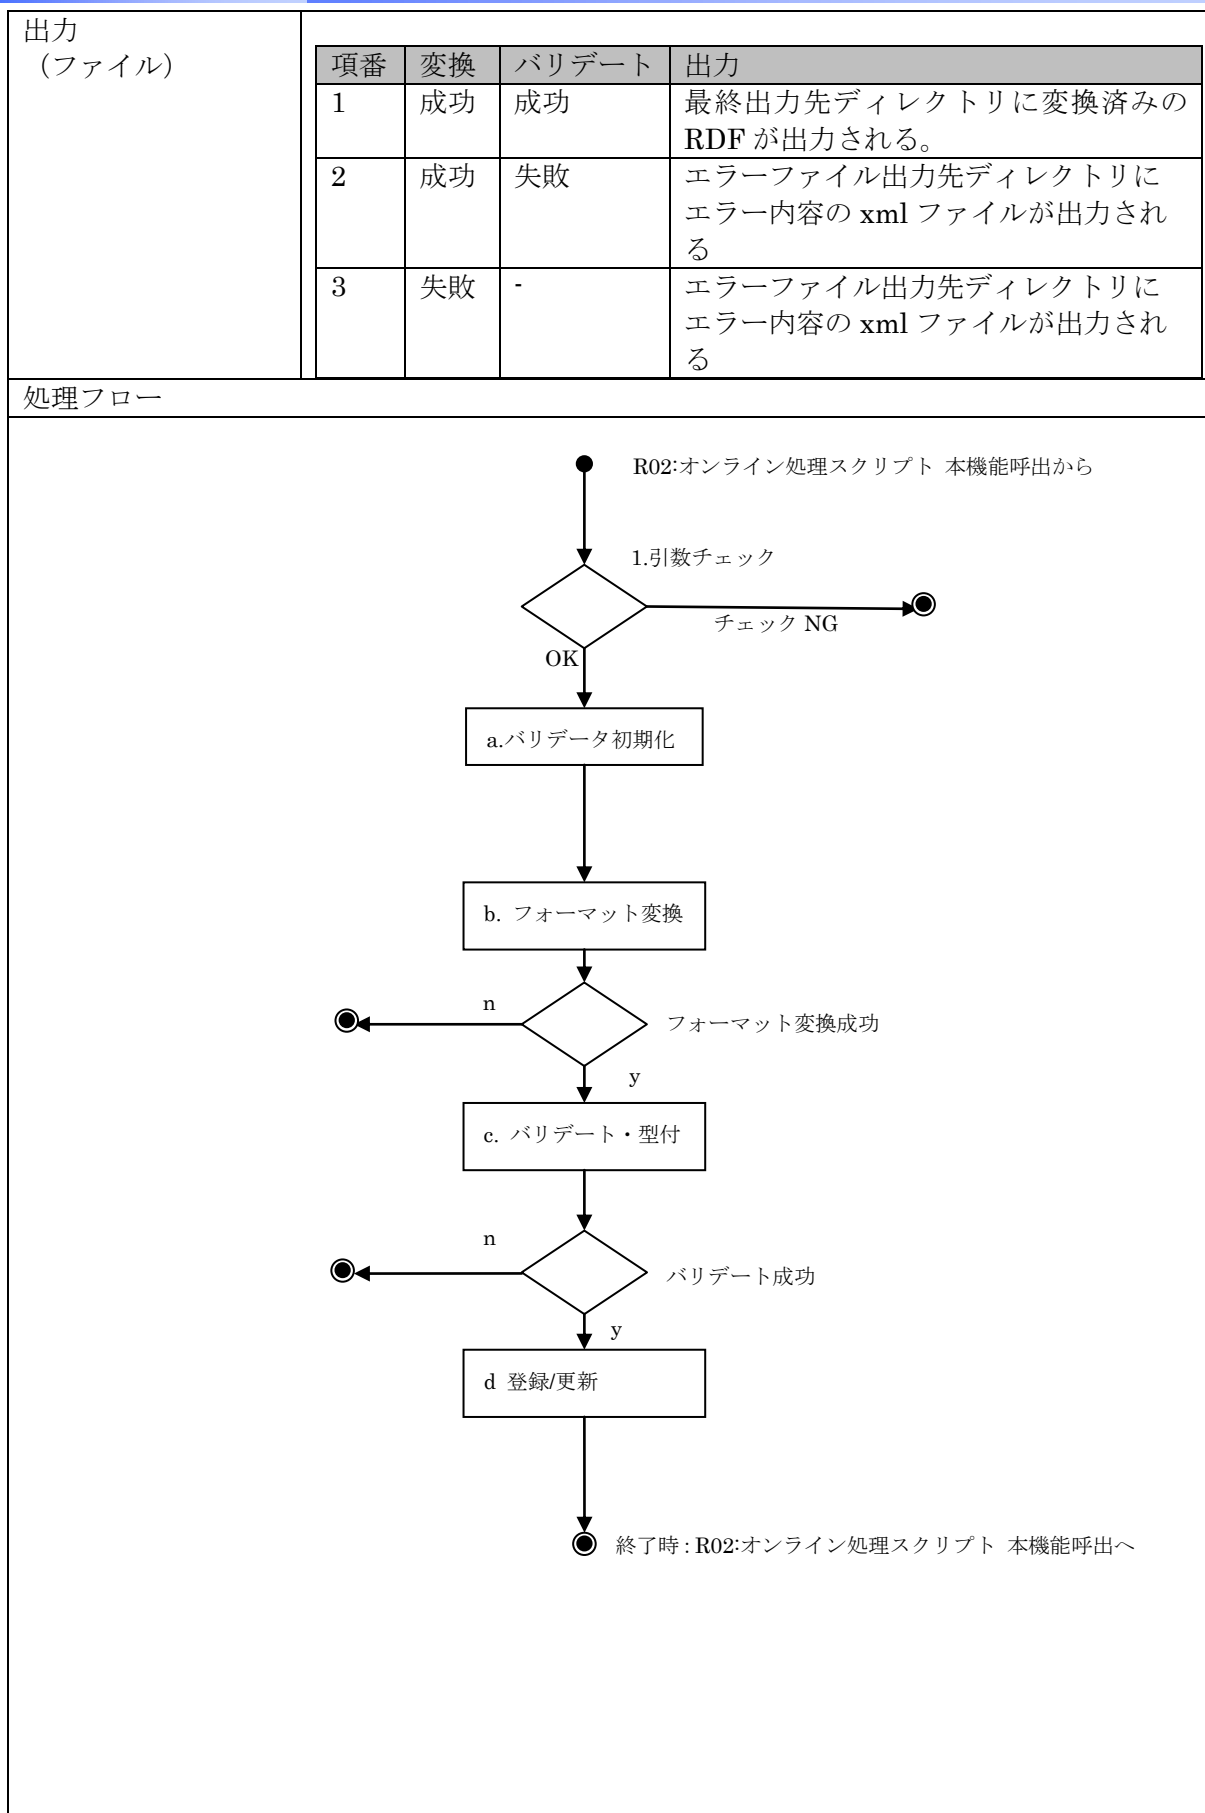 出力
（ファイル）
項番 変換 バリデート 出力
1 成功 成功 最終出力先ディレクトリに変換済みの
RDF が出力される。
2 成功 失敗 エラーファイル出力先ディレクトリに
エラー内容の xml ファイルが出力され
る
3 失敗 - エラーファイル出力先ディレクトリに
エラー内容の xml ファイルが出力され
る
処理フロー
R02:オンライン処理スクリプト 本機能呼出から
1.引数チェック
チェック NG
OK
a.バリデータ初期化
b. フォーマット変換
n
フォーマット変換成功
y
c. バリデート・型付
n
バリデート成功
y
d 登録/更新
終了時 : R02:オンライン処理スクリプト 本機能呼出へ